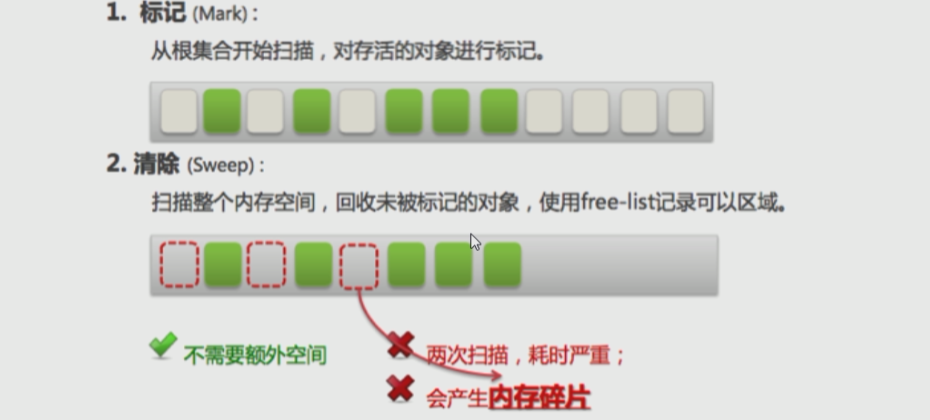 1. 标记 (Mark)：
从根集合开始扫描，对存活的对象进行标记。
2. 清除 (Sweep)：
扫描整个内存空间，回收未被标记的对象，使用free-list记录可以区域。
不需要额外空间
两次扫描，耗时严重；
会产生内存碎片